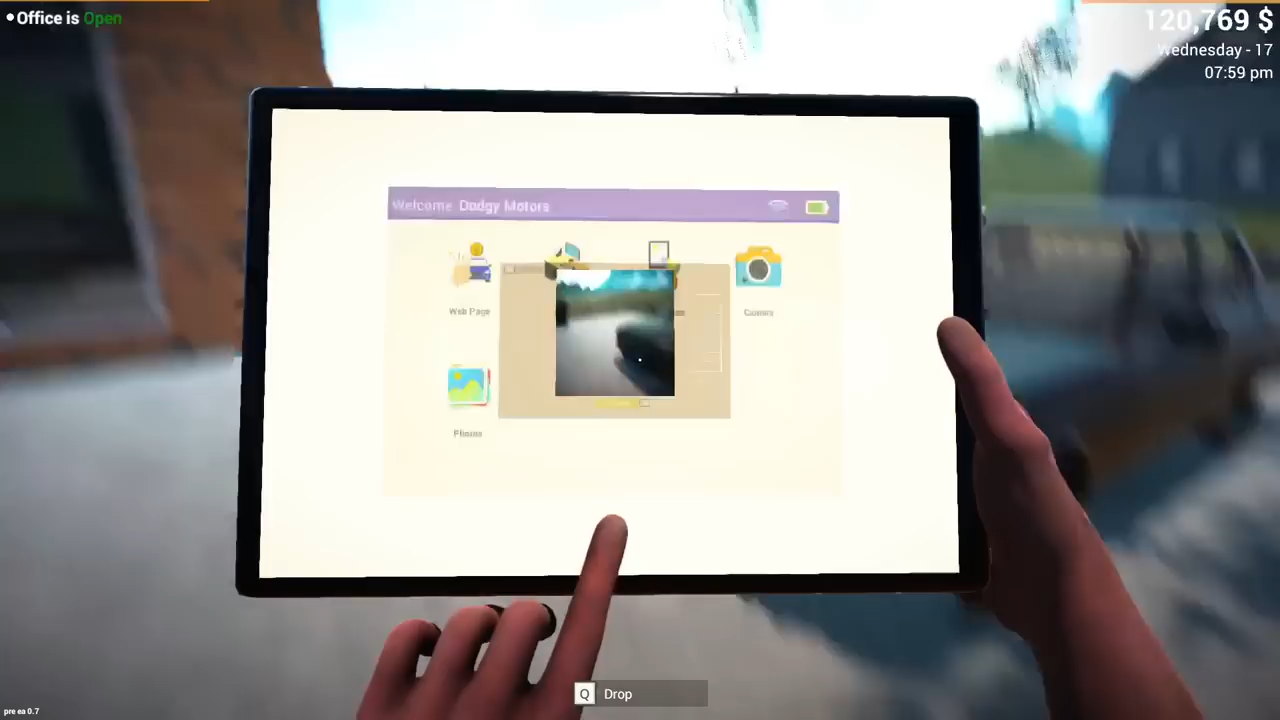 Office is Open
120,769 $
Wednesday - 17
07:59 pm
Welcome Dodgy Motors
Web Page
Camera
Photos
Q Drop
pre ea 0.7